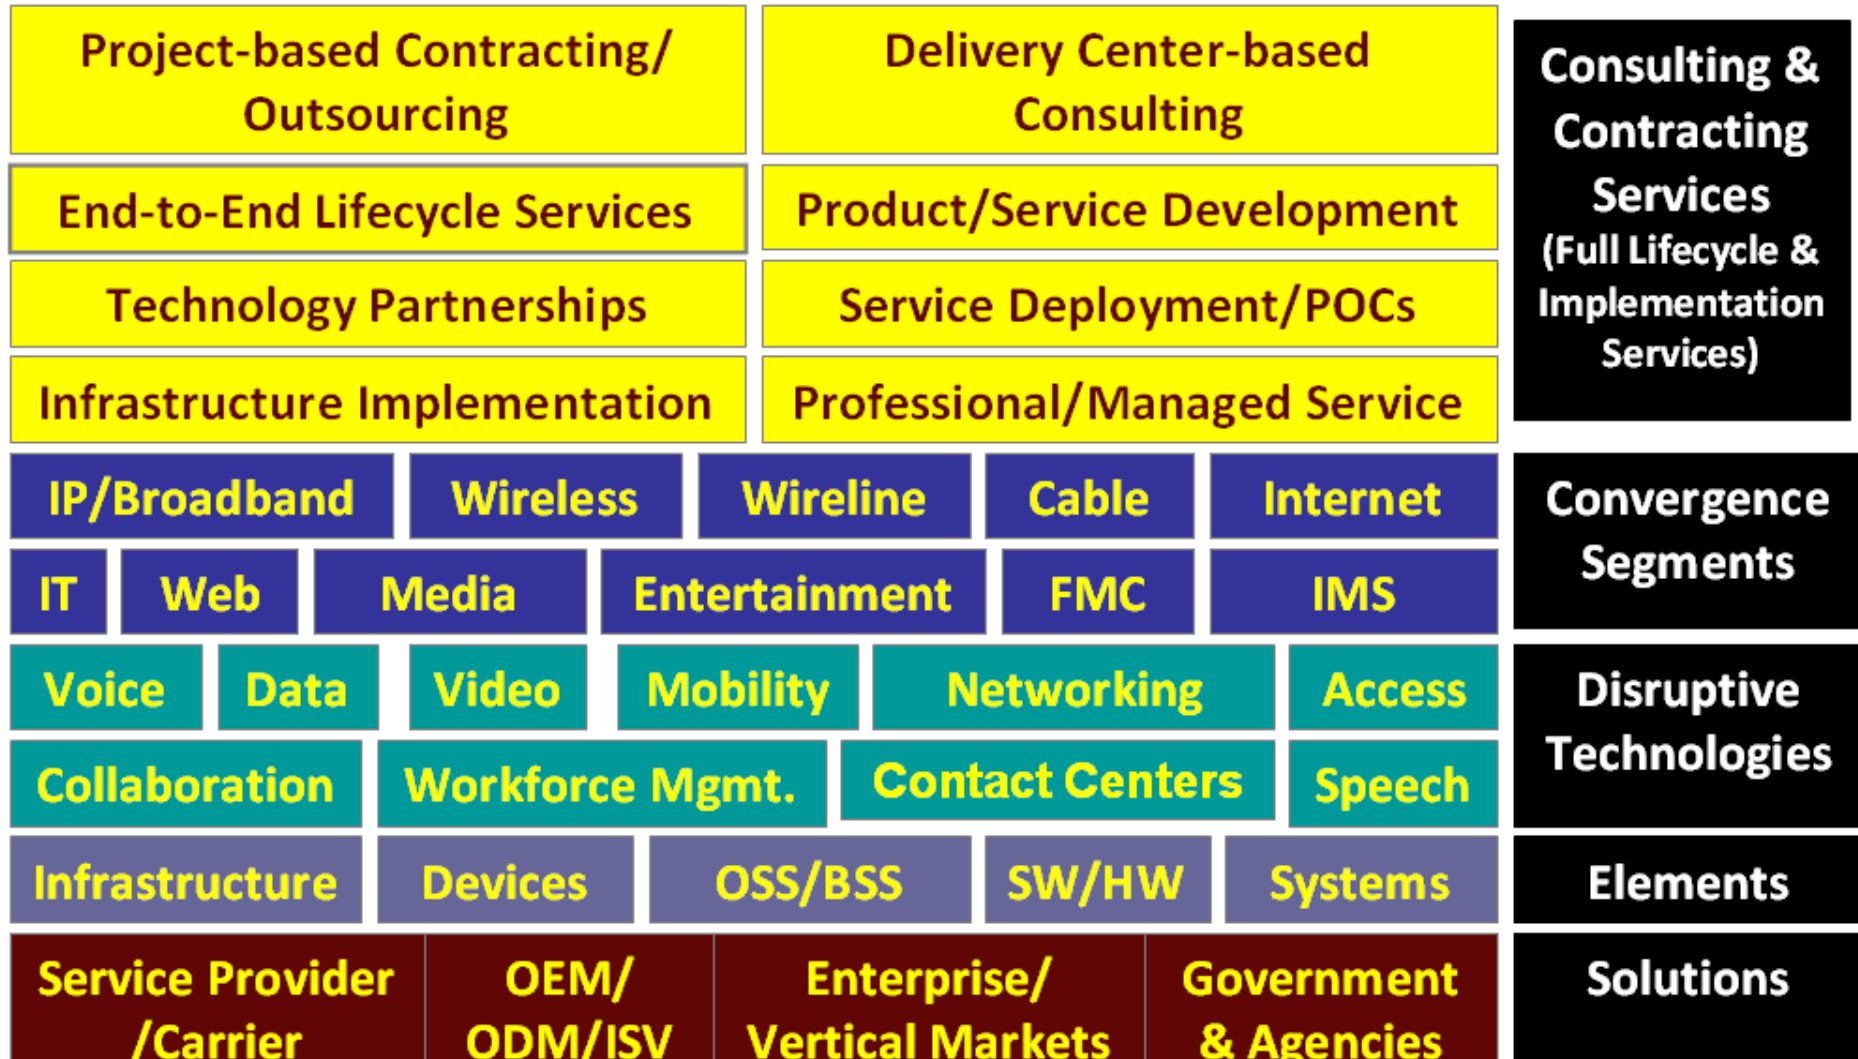 Project-based Contracting/
Outsourcing
Delivery Center-based
Consulting
Consulting &
Contracting
Services
(Full Lifecycle &
Implementation
Services)
End-to-End Lifecycle Services
Product/Service Development
Technology Partnerships
Service Deployment/POCs
Infrastructure Implementation
Professional/Managed Service
IP/Broadband
Wireless
Wireline
Cable
Internet
Convergence
Segments
IT
Web
Media
Entertainment
FMC
IMS
Voice
Data
Video
Mobility
Networking
Access
Disruptive
Technologies
Collaboration
Workforce Mgmt.
Contact Centers
Speech
Infrastructure
Devices
OSS/BSS
SW/HW
Systems
Elements
Service Provider
/Carrier
OEM/
ODM/ISV
Enterprise/
Vertical Markets
Government
& Agencies
Solutions